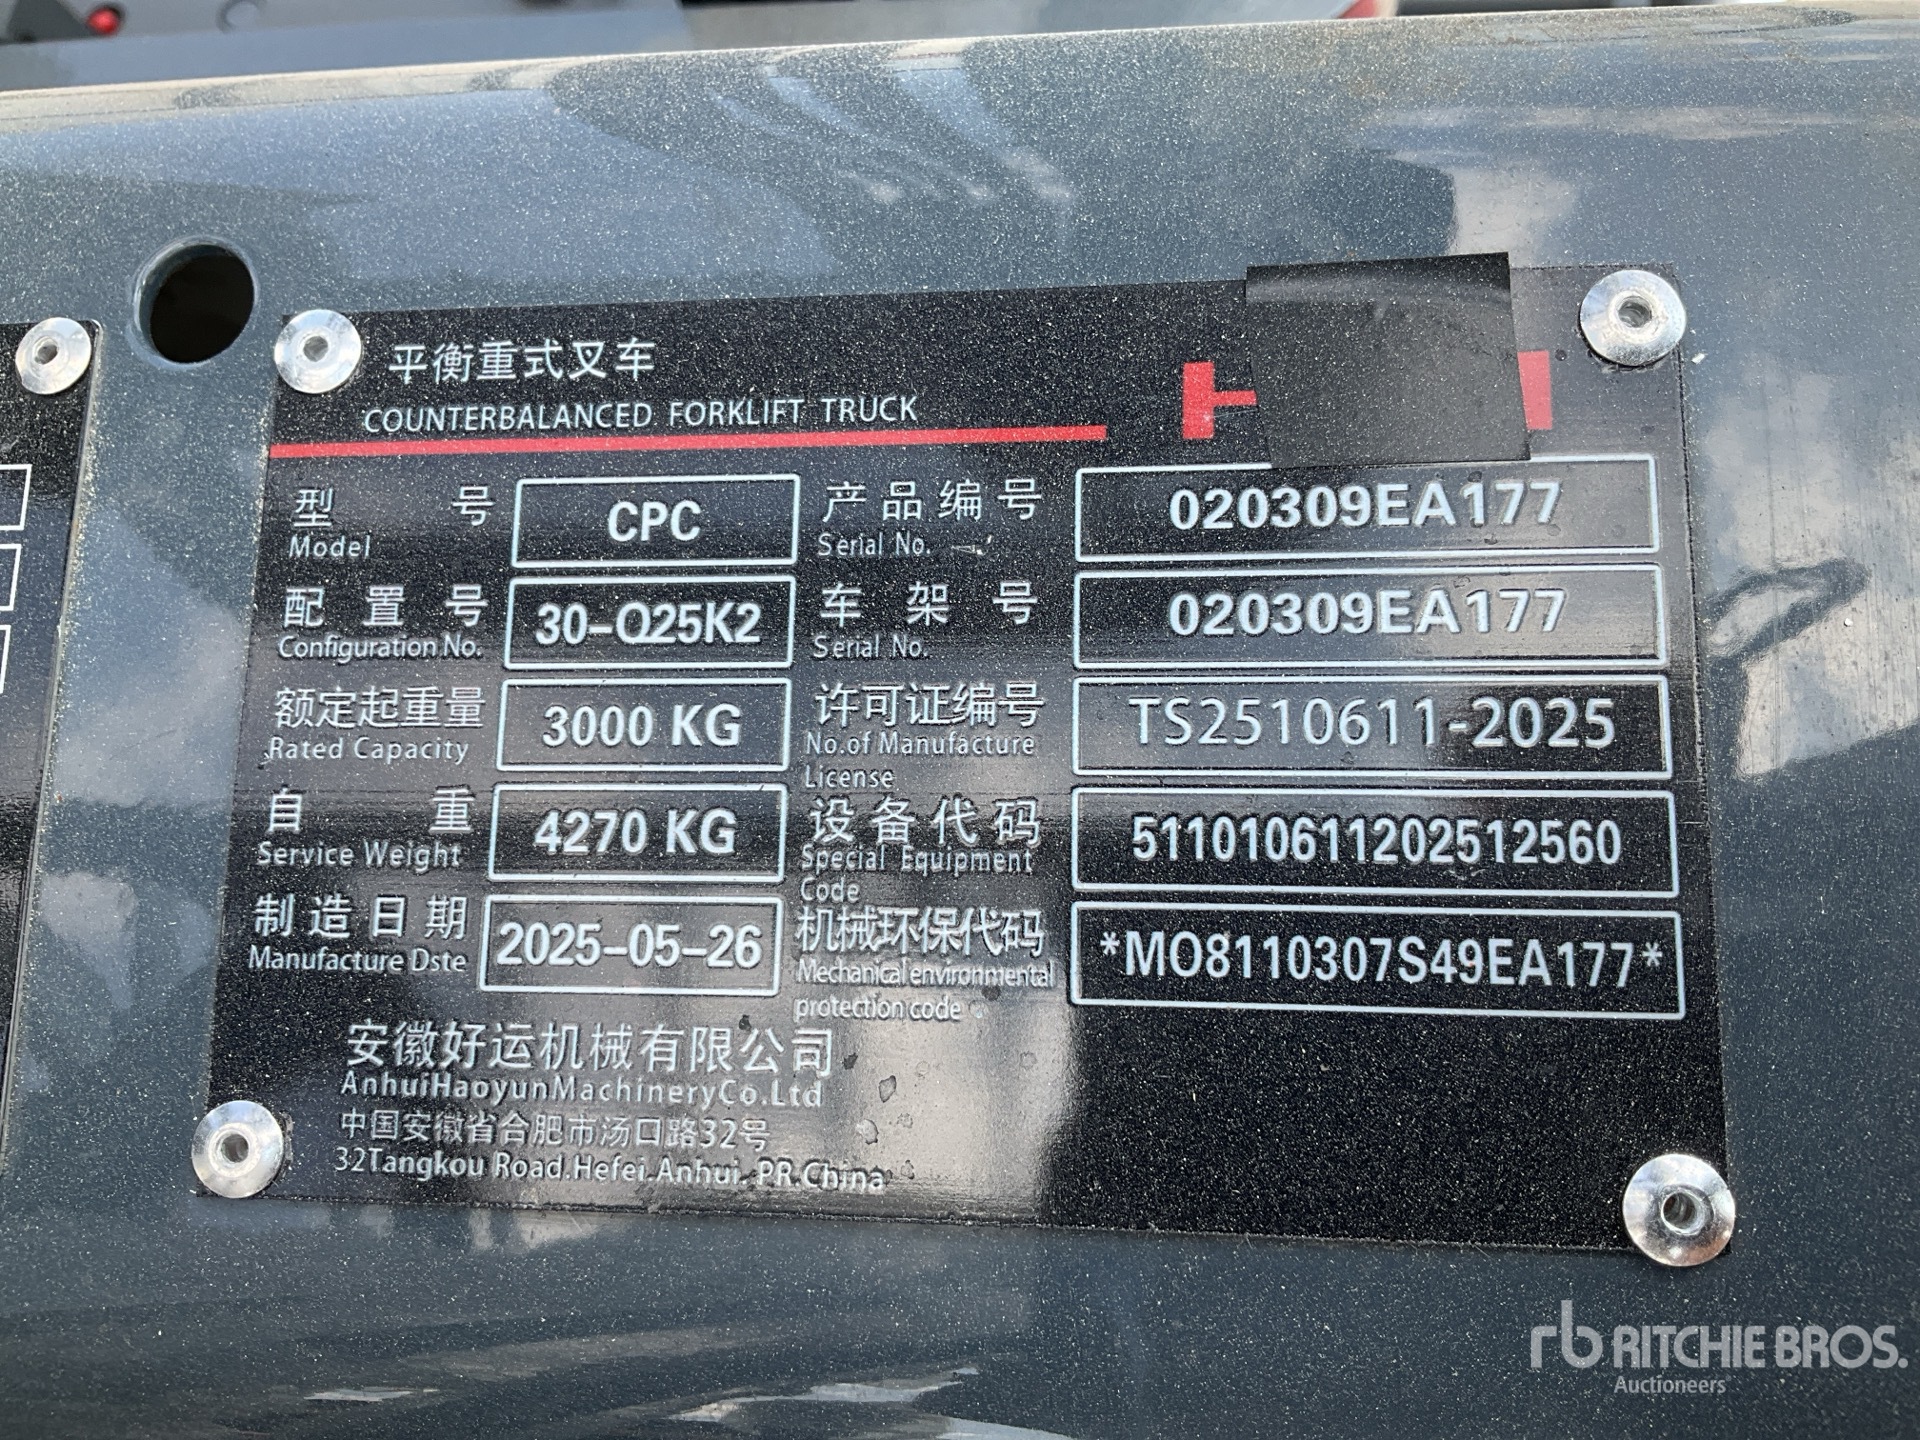 平衡重式叉车
COUNTERBALANCED FORKLIFT TRUCK
型 号 CPC 产品编号 020309EA177
Model Serial No.
配置号 30-Q25K2 车架号 020309EA177
Configuration No. Serial No.
额定起重量 3000 KG 许可证编号 TS2510611-2025
Rated Capacity No.of Manufacture
License
自 重 4270 KG 设备代码 511010611202512560
Service Weight Special Equipment
Code
制造日期 2025-05-26 机械环保代码 *MO8110307S49EA177*
Manufacture Dste Mechanical environmental
protection code
安徽好运机械有限公司
AnhuiHaoyunMachineryCo.Ltd
中国安徽省合肥市汤口路32号
32Tangkou Road.Hefei.Anhui. PR.China
rb RITCHIE BROS.
Auctioneers